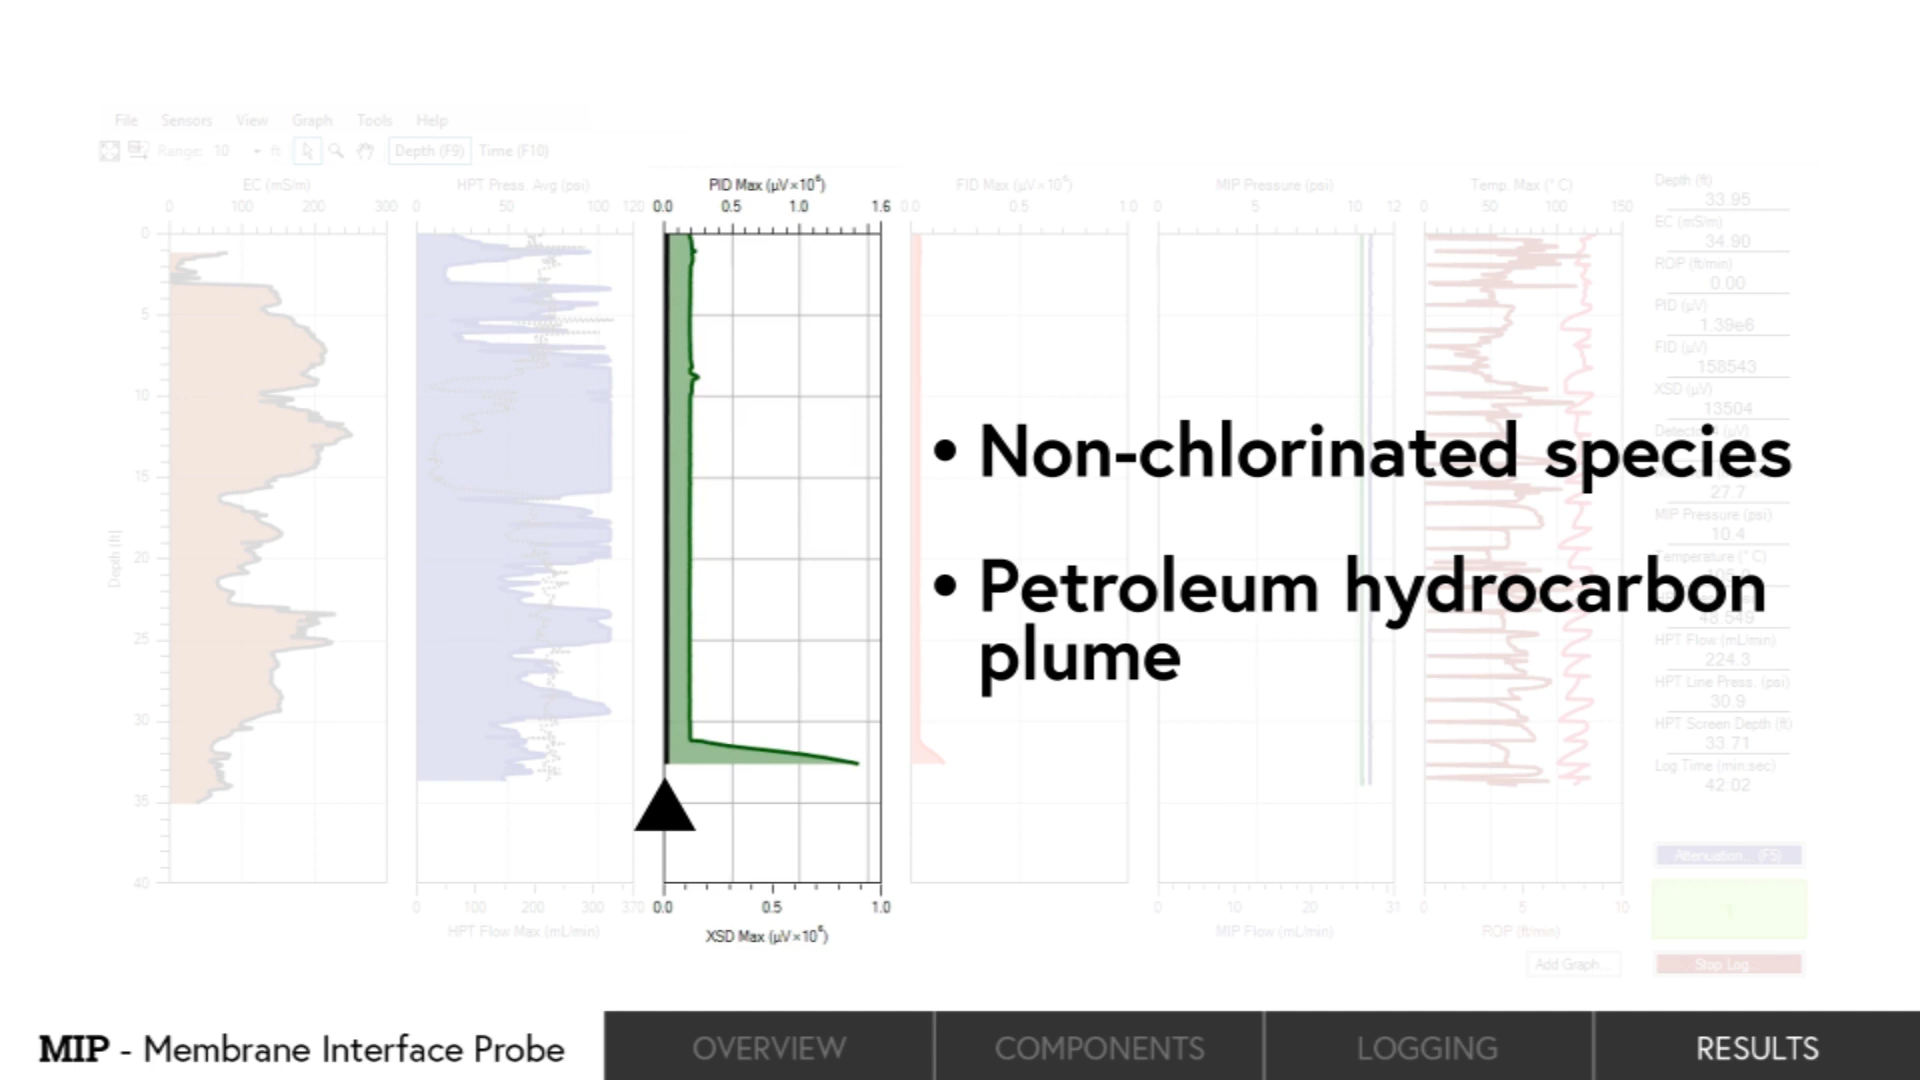 File Sensors View Graph Tools Help
Range: 10 ft Depth (F9) Time (F10)
EC (mS/m) HPT Press. Avg (psi) PID Max (µV×10⁶) FID Max (µV×10⁶) MIP Pressure (psi) Temp. Max (° C)
0 100 200 300 0 50 100 120 0.0 0.5 1.0 1.6 0.0 0.5 1.0 0 5 10 12 0 50 100 150
Depth (ft)
33.95
EC (mS/m)
34.90
ROP (ft/min)
0.00
PID (µV)
1.39e6
FID (µV)
158543
XSD (µV)
13504
27.7
MIP Pressure (psi)
10.4
Temperature (° C)
48.549
HPT Flow (mL/min)
224.3
HPT Line Press. (psi)
30.9
HPT Screen Depth (ft)
33.71
Log Time (min:sec)
42:02
Attenuation... (F5)
1
Stop Log...
Depth (ft)
0
5
10
15
20
25
30
35
40
• Non-chlorinated species
• Petroleum hydrocarbon
plume
0 100 200 300 370 0.0 0.5 1.0 0 10 20 31 0 5 10
HPT Flow Max (mL/min) XSD Max (µV×10⁶) MIP Flow (mL/min) ROP (ft/min)
Add Graph...
MIP - Membrane Interface Probe OVERVIEW COMPONENTS LOGGING RESULTS